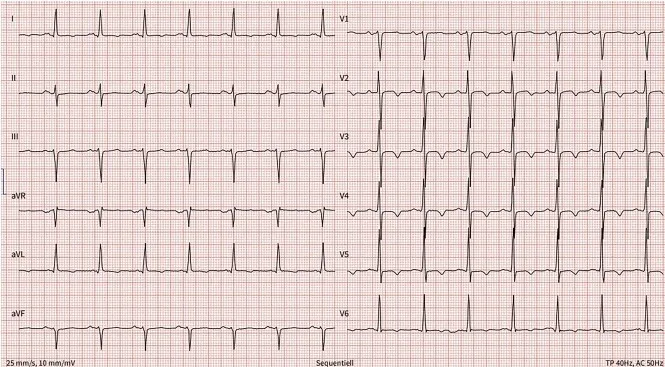 I
V1
II
V2
III
V3
aVR
V4
aVL
V5
aVF
V6
25 mm/s, 10 mm/mV Sequentiell TP 40Hz, AC 50Hz